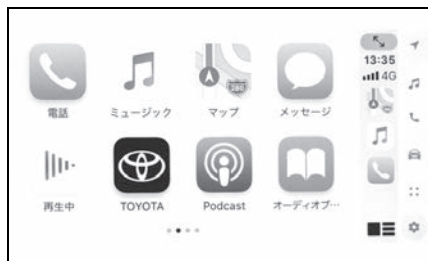 13:35
4G
280
電話
ミュージック
マップ
メッセージ
再生中
TOYOTA
Podcast
オーディオブ…